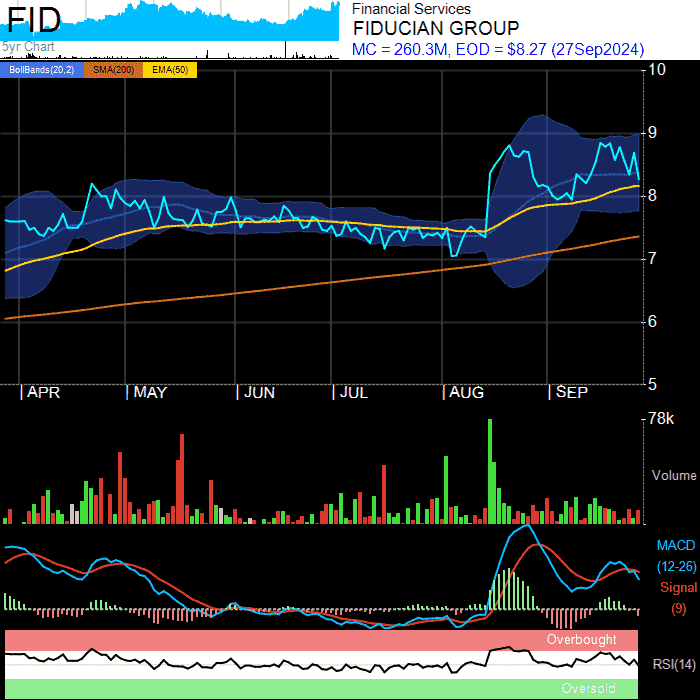 FID
Financial Services
FIDUCIAN GROUP
5yr Chart
MC = 260.3M, EOD = $8.27 (27Sep2024)
BollBands(20,2) SMA(200) EMA(50)
10
9
8
7
6
5
APR MAY JUN JUL AUG SEP
78k
Volume
MACD
(12-26)
Signal
(9)
Overbought
RSI(14)
Oversold